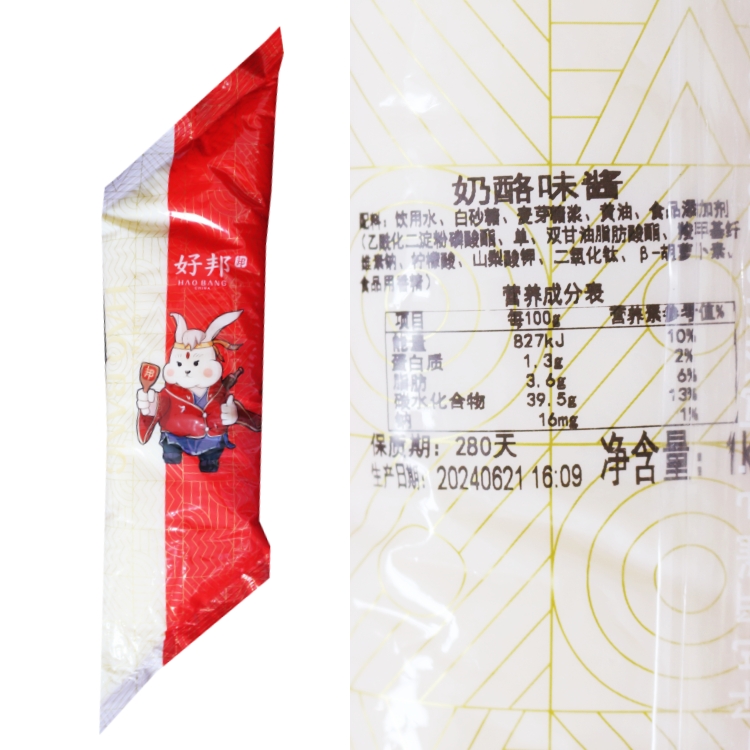 好邦
HAO BANG
CHINA
奶酪味酱
配料：饮用水、白砂糖、麦芽糖浆、黄油、食品添加剂
（乙酰化二淀粉磷酸酯、单，双甘油脂肪酸酯、羧甲基纤
维素钠、柠檬酸、山梨酸钾、二氧化钛、β-胡萝卜素、
食品用香精）
营养成分表
项目 每100g 营养素参考值%
能量 827kJ 10%
蛋白质 1.3g 2%
脂肪 3.6g 6%
碳水化合物 39.5g 13%
钠 16mg 1%
保质期：280天 净含量：1k
生产日期：20240621 16:09